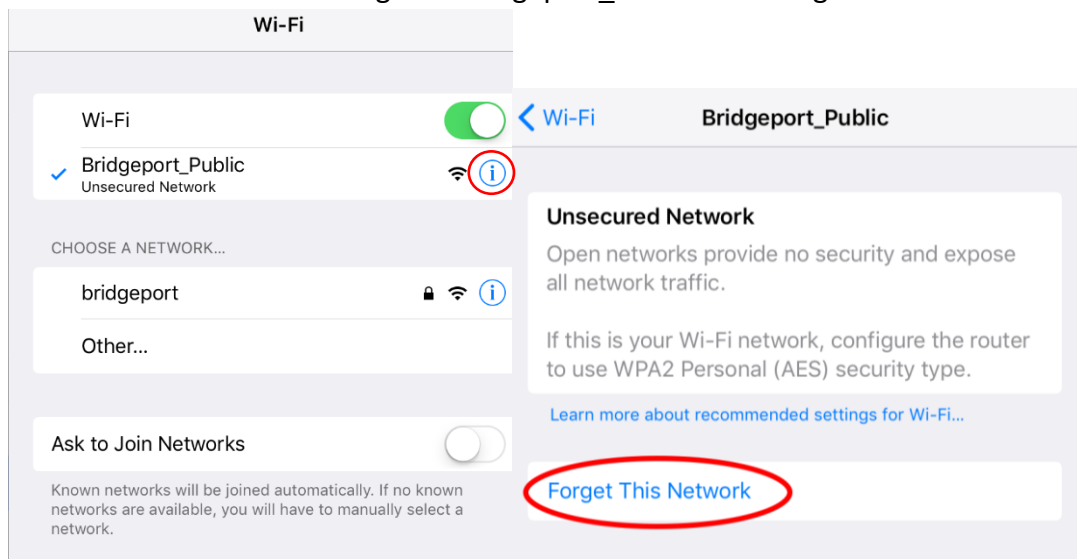 Wi-Fi
Wi-Fi
Bridgeport_Public
Unsecured Network
CHOOSE A NETWORK...
bridgeport
Other...
Ask to Join Networks
Known networks will be joined automatically. If no known
networks are available, you will have to manually select a
network.
Wi-Fi
Bridgeport_Public
Unsecured Network
Open networks provide no security and expose
all network traffic.
If this is your Wi-Fi network, configure the router
to use WPA2 Personal (AES) security type.
Learn more about recommended settings for Wi-Fi...
Forget This Network